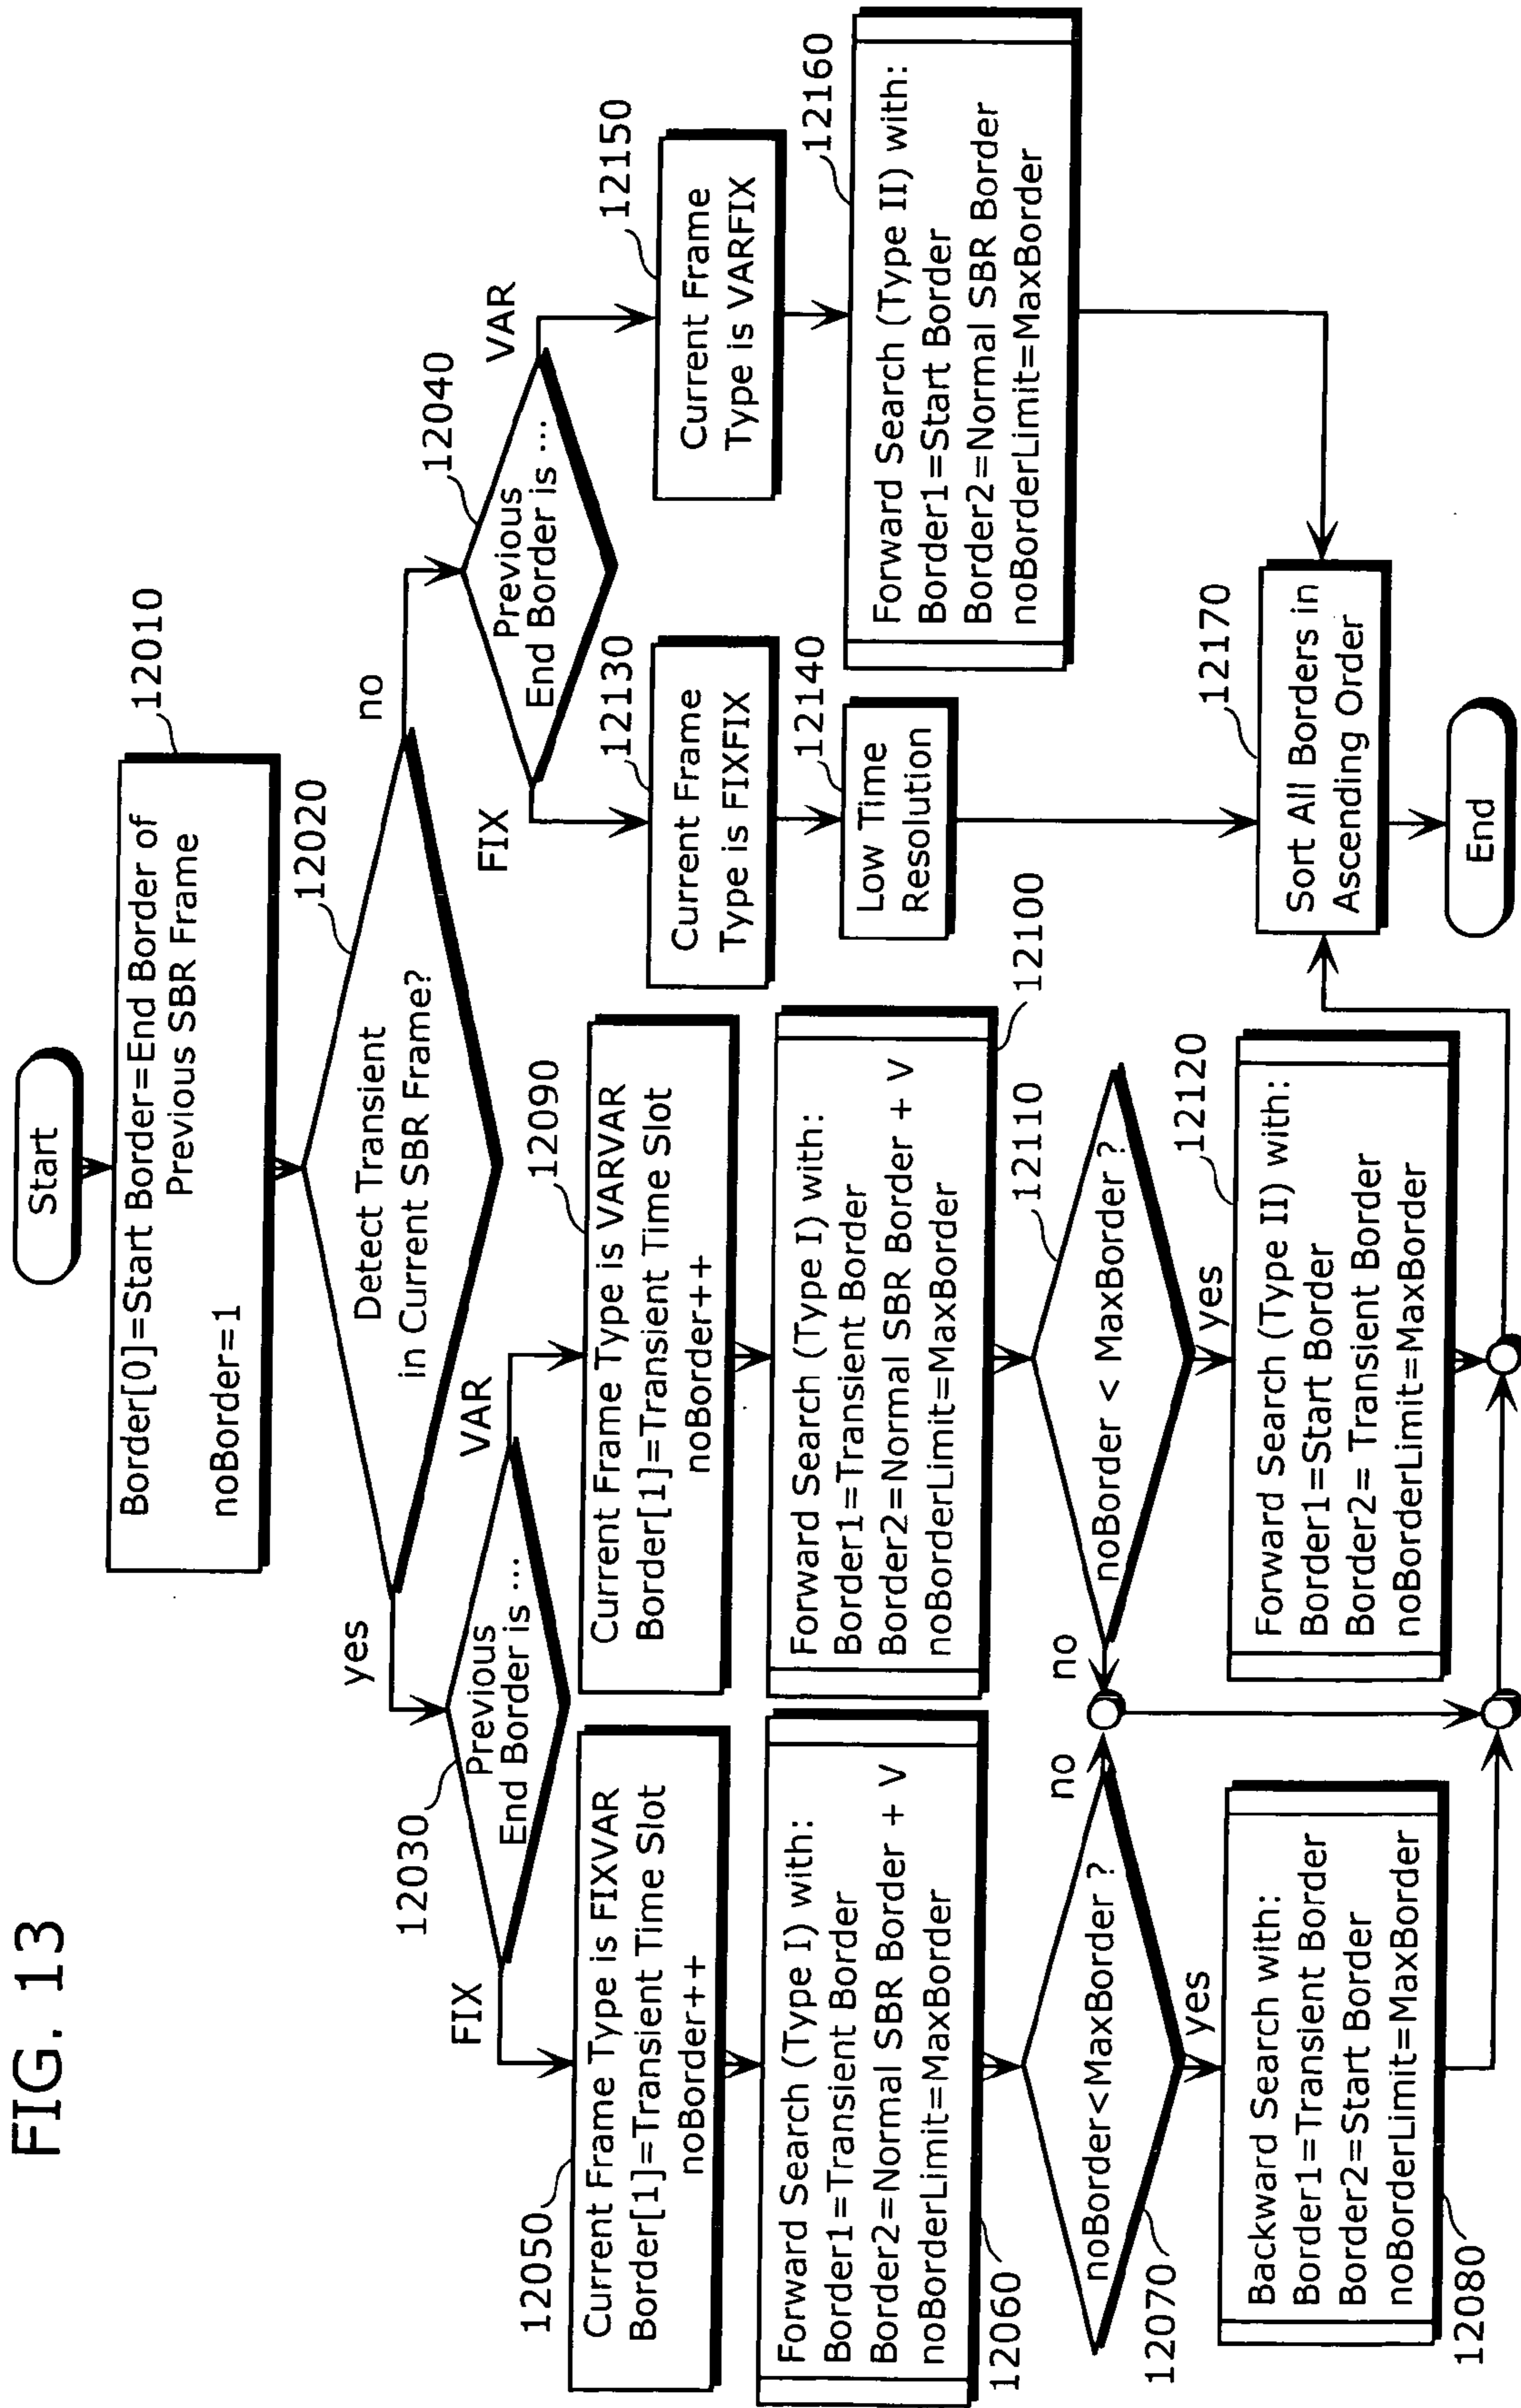 FIG. 13
Start
Border[0]=Start Border=End Border of
Previous SBR Frame
noBorder=1
12010
Detect Transient
in Current SBR Frame?
12020
yes
no
Previous
End Border is ...
12030
FIX
VAR
Previous
End Border is ...
12040
FIX
VAR
Current Frame Type is FIXVAR
Border[1]=Transient Time Slot
noBorder++
12050
Current Frame Type is VARVAR
Border[1]=Transient Time Slot
noBorder++
12090
Current Frame
Type is FIXFIX
12130
Current Frame
Type is VARFIX
12150
Forward Search (Type I) with:
Border1=Transient Border
Border2=Normal SBR Border + V
noBorderLimit=MaxBorder
12060
Forward Search (Type I) with:
Border1=Transient Border
Border2=Normal SBR Border + V
noBorderLimit=MaxBorder
12100
Low Time
Resolution
12140
Forward Search (Type II) with:
Border1=Start Border
Border2=Normal SBR Border
noBorderLimit=MaxBorder
12160
noBorder<MaxBorder ?
12070
no
yes
noBorder < MaxBorder ?
12110
no
yes
Backward Search with:
Border1=Transient Border
Border2=Start Border
noBorderLimit=MaxBorder
12080
Forward Search (Type II) with:
Border1=Start Border
Border2= Transient Border
noBorderLimit=MaxBorder
12120
Sort All Borders in
Ascending Order
12170
End